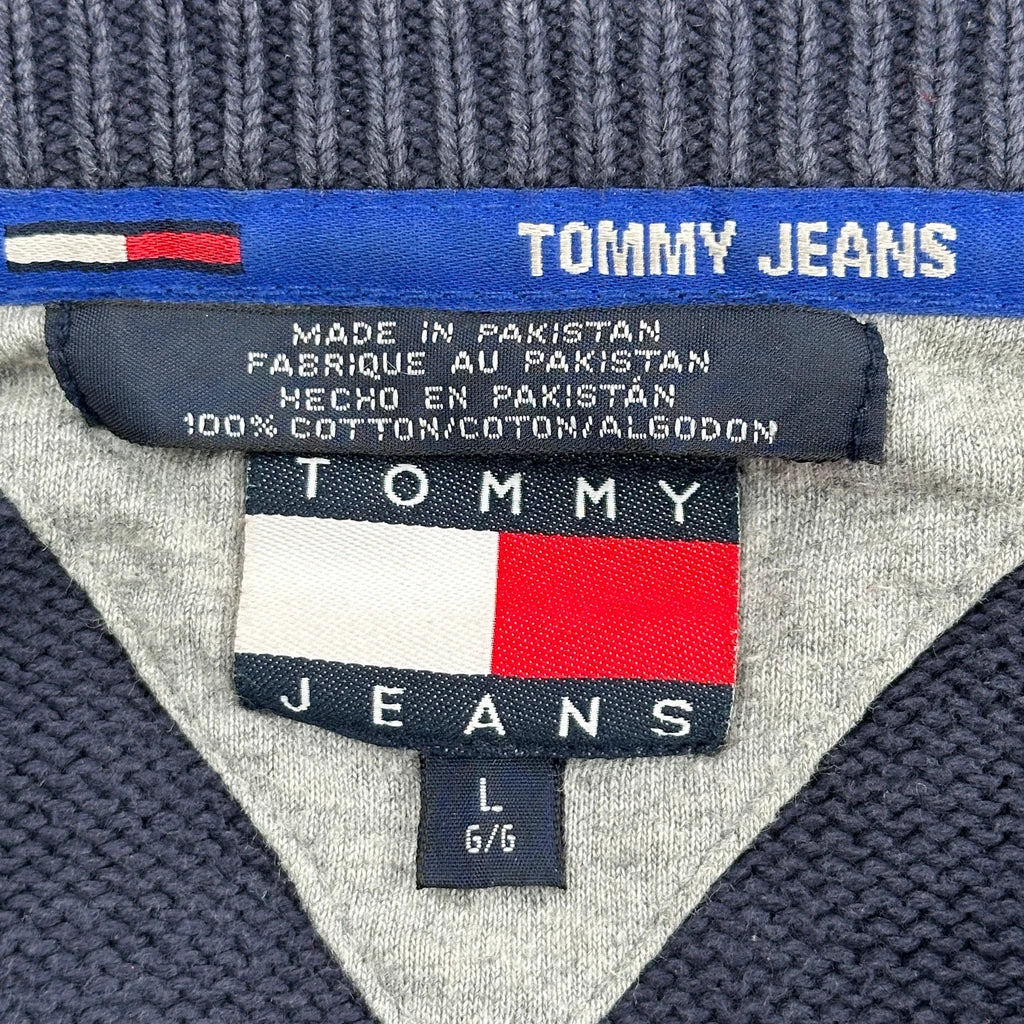 TOMMY JEANS
MADE IN PAKISTAN
FABRIQUE AU PAKISTAN
HECHO EN PAKISTÁN
100% COTTON/COTON/ALGODON
TOMMY
JEANS
L
G/G